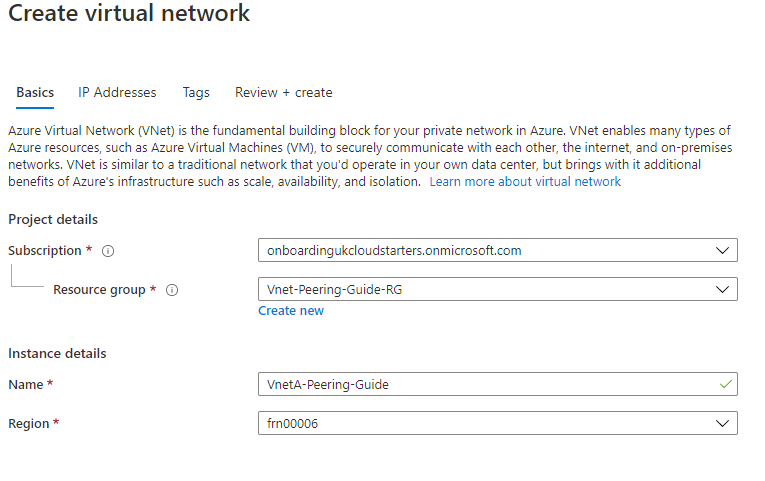 Create virtual network
Basics IP Addresses Tags Review + create
Azure Virtual Network (VNet) is the fundamental building block for your private network in Azure. VNet enables many types of
Azure resources, such as Azure Virtual Machines (VM), to securely communicate with each other, the internet, and on-premises
networks. VNet is similar to a traditional network that you'd operate in your own data center, but brings with it additional
benefits of Azure's infrastructure such as scale, availability, and isolation. Learn more about virtual network
Project details
Subscription * onboardingukcloudstarters.onmicrosoft.com
Resource group * Vnet-Peering-Guide-RG
Create new
Instance details
Name * VnetA-Peering-Guide
Region * frn00006